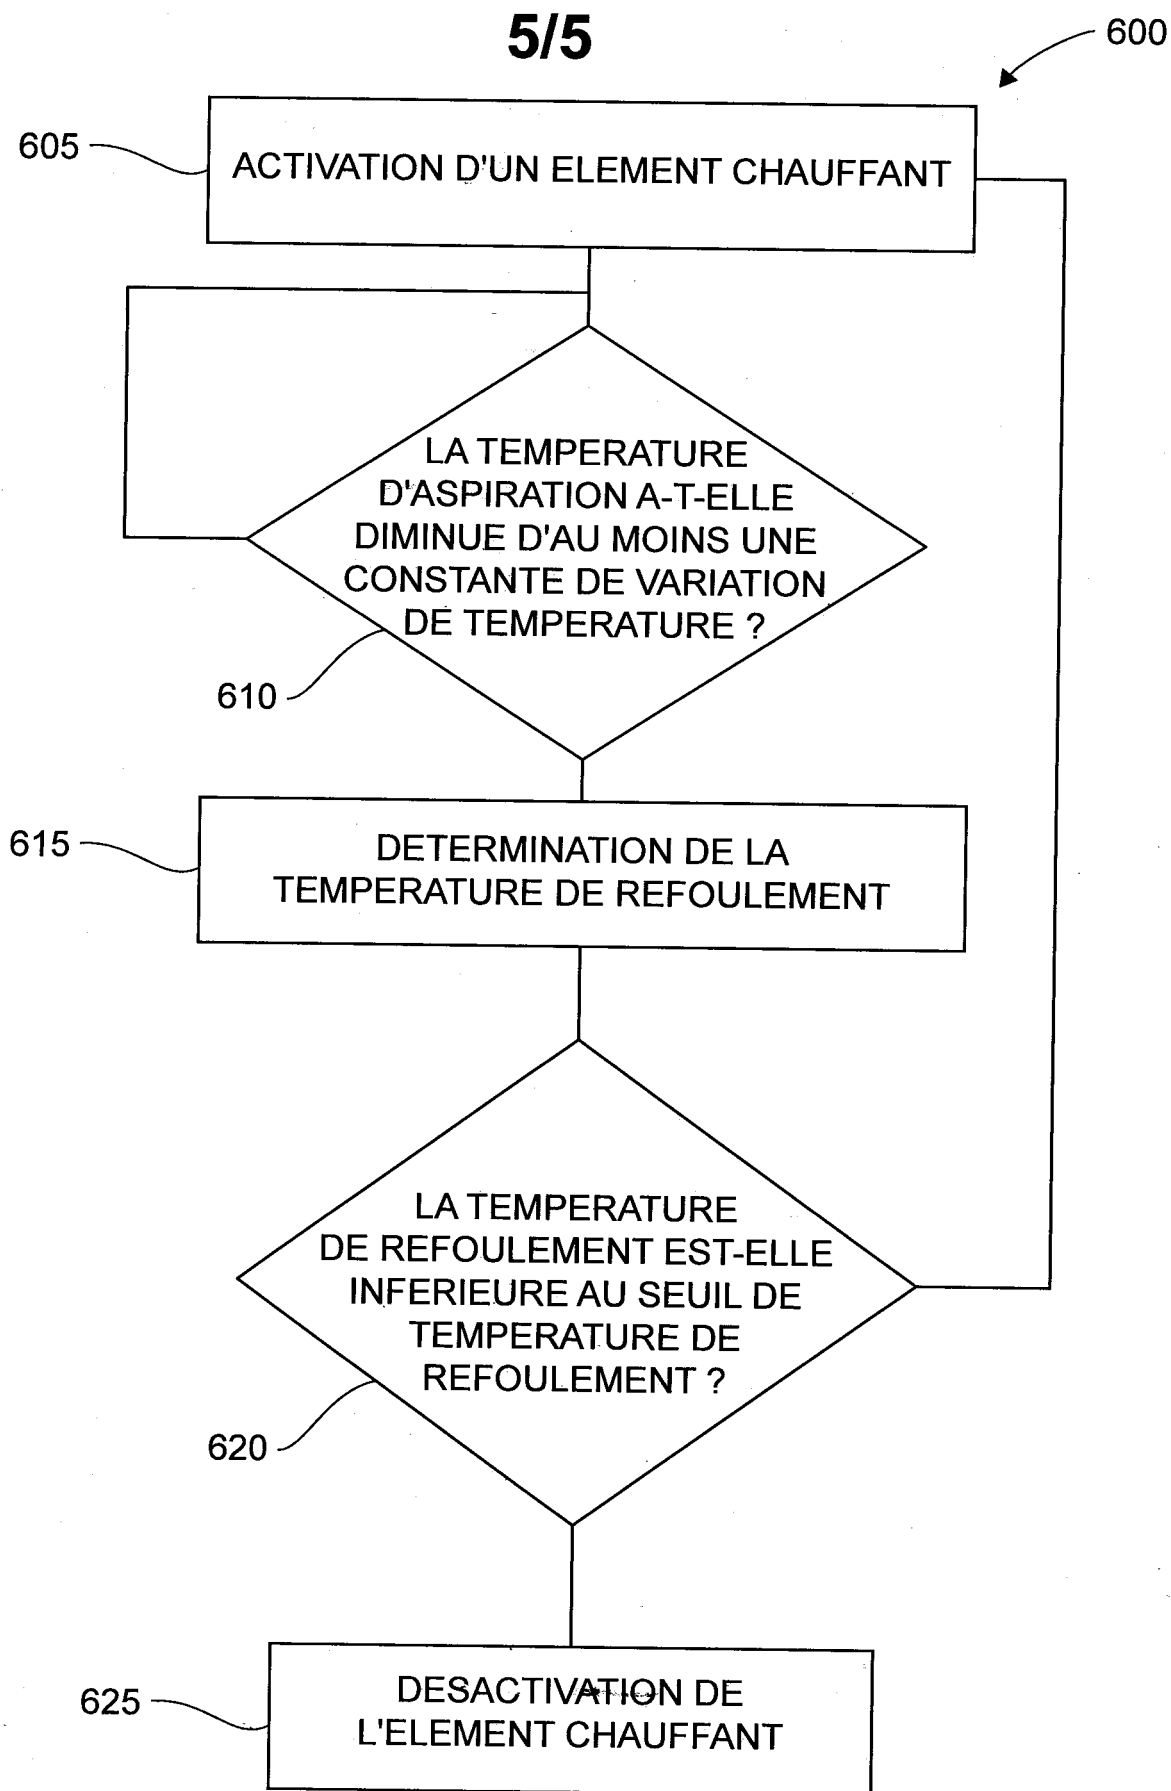 5/5
600
605
ACTIVATION D'UN ELEMENT CHAUFFANT
LA TEMPERATURE
D'ASPIRATION A-T-ELLE
DIMINUE D'AU MOINS UNE
CONSTANTE DE VARIATION
DE TEMPERATURE ?
610
615
DETERMINATION DE LA
TEMPERATURE DE REFOULEMENT
LA TEMPERATURE
DE REFOULEMENT EST-ELLE
INFERIEURE AU SEUIL DE
TEMPERATURE DE
REFOULEMENT ?
620
625
DESACTIVATION DE
L'ELEMENT CHAUFFANT